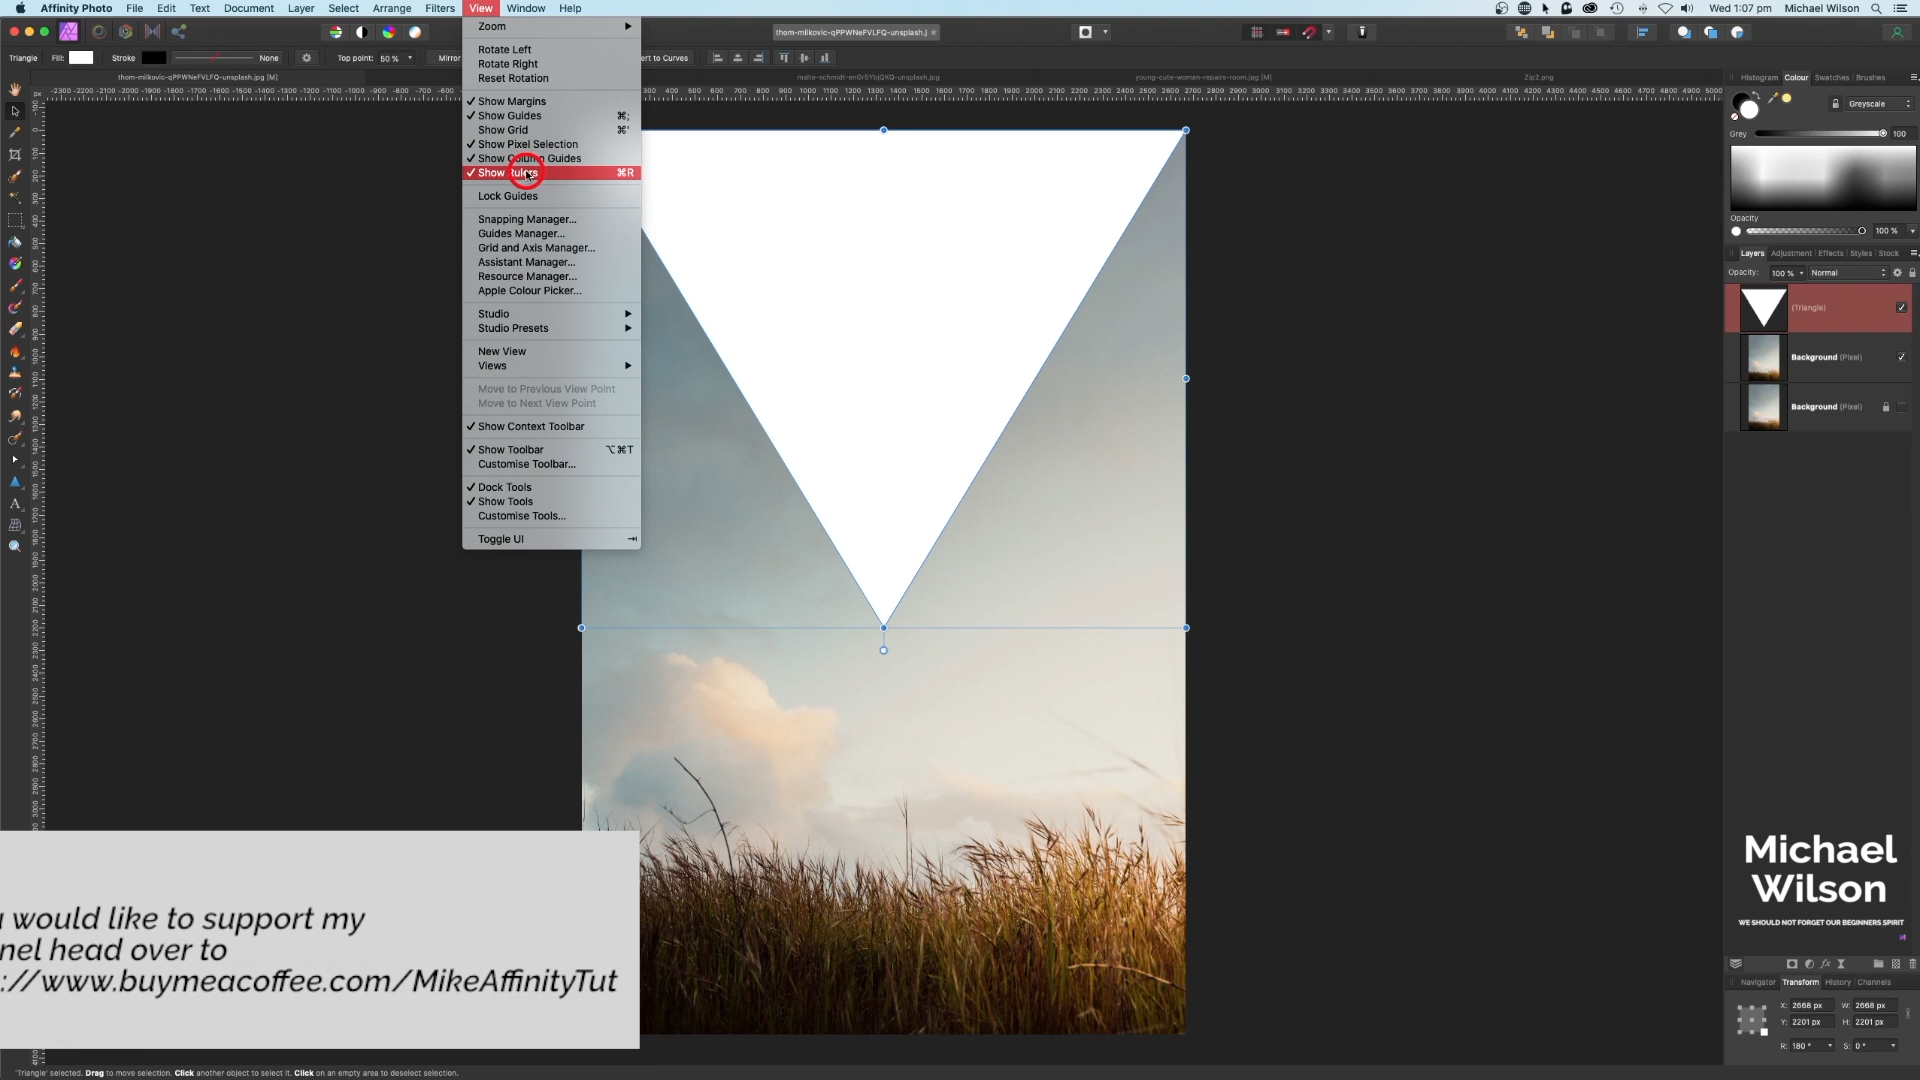 Affinity Photo File Edit Text Document Layer Select Arrange Filters View Window Help Wed 1:07 pm Michael Wilson
thom-milkovic-qPPWNeFVLFQ-unsplash.j
Triangle Fill: Stroke None Top point: 50 % Mirror rt to Curves
thom-milkovic-qPPWNeFVLFQ-unsplash.jpg [M] young-cute-woman-repairs-room.jpg [M] Zip2.png
Zoom
Rotate Left
Rotate Right
Reset Rotation
Show Margins
Show Guides ⌘;
Show Grid ⌘'
Show Pixel Selection
Show Column Guides
Show Rulers ⌘R
Lock Guides
Snapping Manager...
Guides Manager...
Grid and Axis Manager...
Assistant Manager...
Resource Manager...
Apple Colour Picker...
Studio
Studio Presets
New View
Views
Move to Previous View Point
Move to Next View Point
Show Context Toolbar
Show Toolbar ⌥⌘T
Customise Toolbar...
Dock Tools
Show Tools
Customise Tools...
Toggle UI
Histogram Colour Swatches Brushes
Greyscale
Grey 100
Opacity
100 %
Layers Adjustment Effects Styles Stock
Opacity: 100 % Normal
(Triangle)
Background (Pixel)
Background (Pixel)
would like to support my
nel head over to
://www.buymeacoffee.com/MikeAffinityTut
Michael
Wilson
WE SHOULD NOT FORGET OUR BEGINNERS SPIRIT
Navigator Transform History Channels
X: 2668 px W: 2668 px
Y: 2201 px H: 2201 px
R: 180 ° S: 0 °
'Triangle' selected. Drag to move selection. Click another object to select it. Click on an empty area to deselect selection.